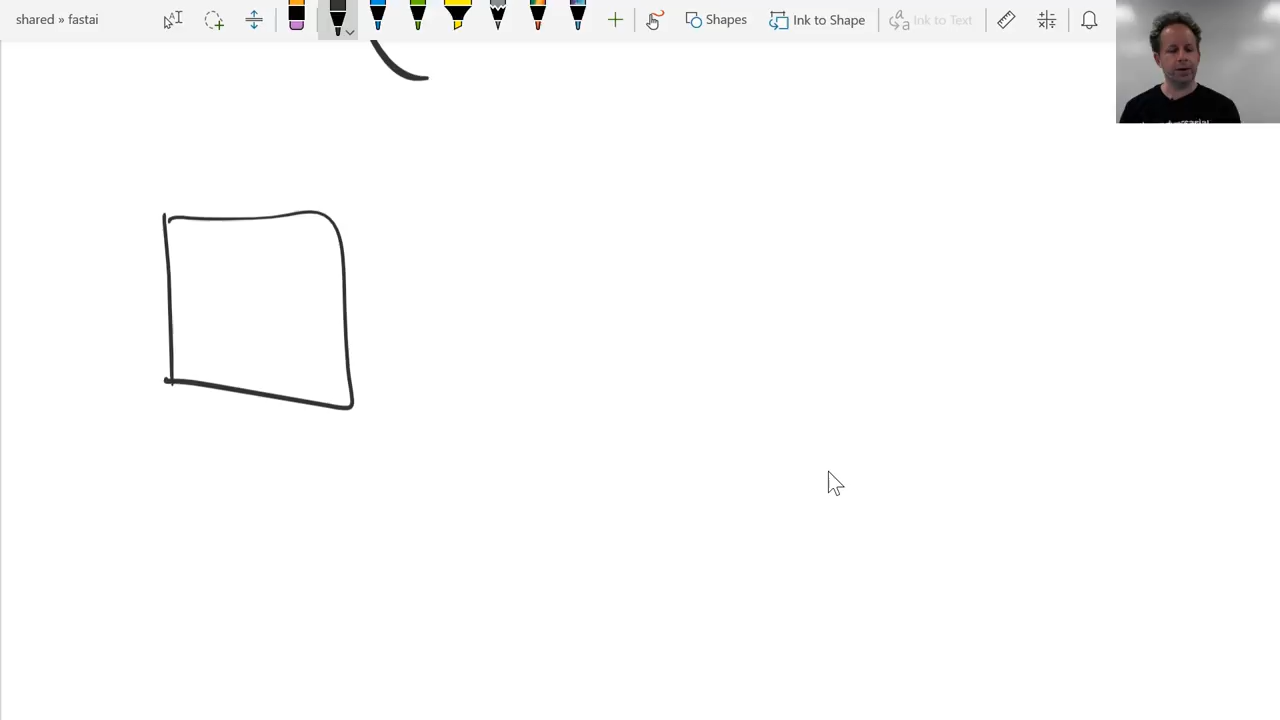 shared » fastai
Shapes
Ink to Shape
Ink to Text